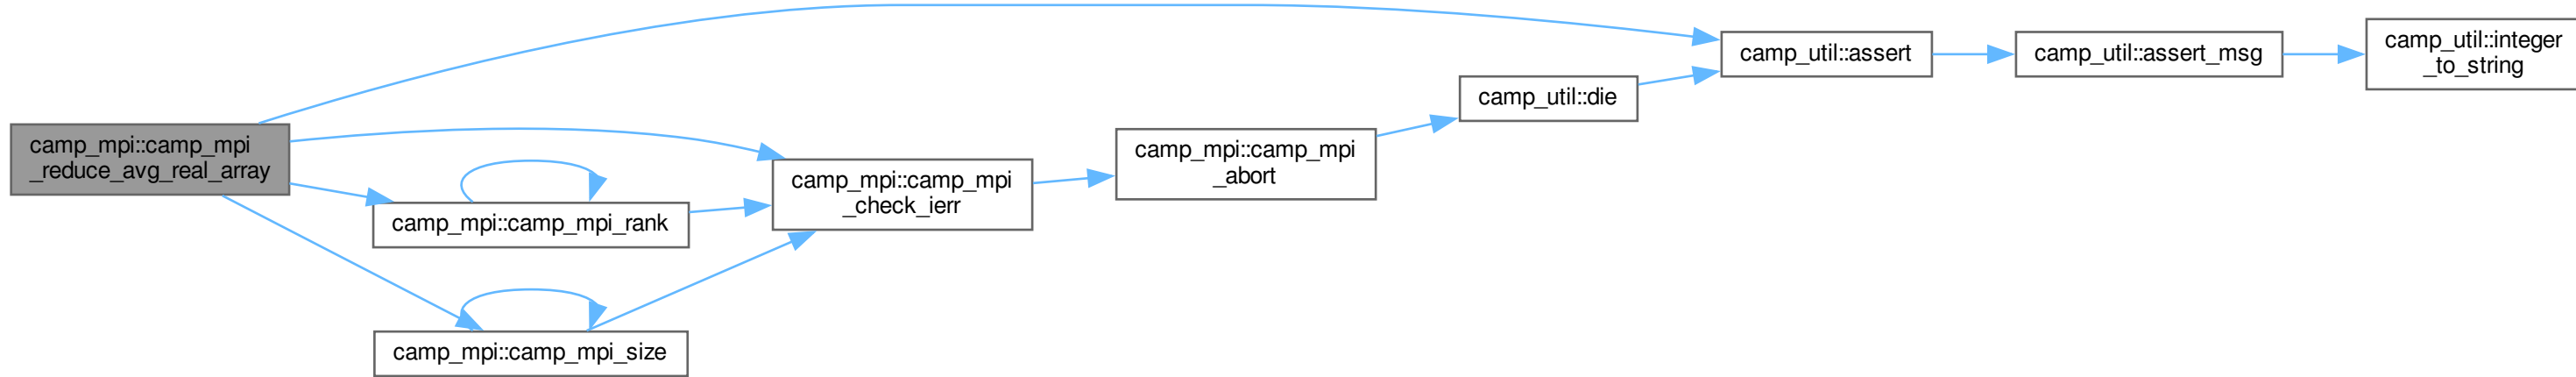 camp_mpi::camp_mpi
_reduce_avg_real_array
camp_mpi::camp_mpi_rank
camp_mpi::camp_mpi_size
camp_mpi::camp_mpi
_check_ierr
camp_mpi::camp_mpi
_abort
camp_util::die
camp_util::assert
camp_util::assert_msg
camp_util::integer
_to_string